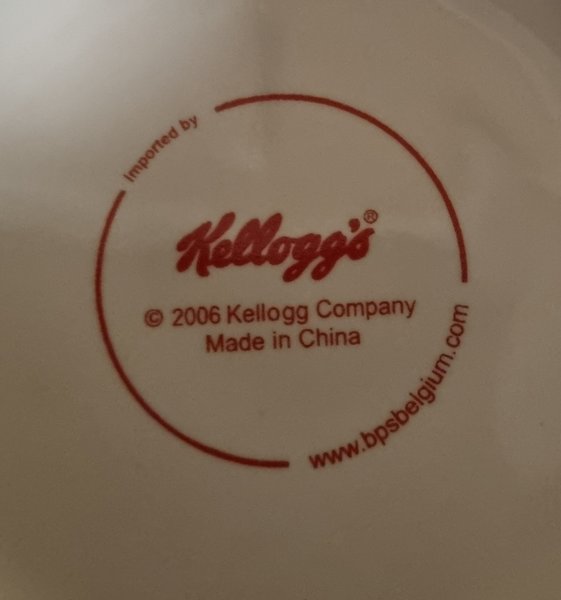 Imported by
Kellogg's®
© 2006 Kellogg Company
Made in China
www.bpsbelgium.com